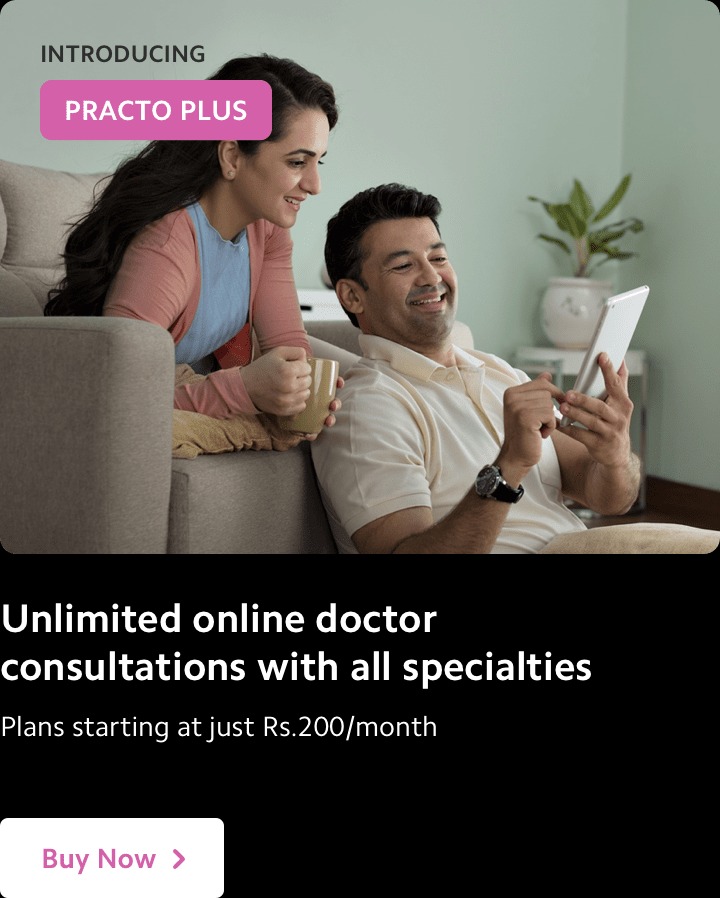 INTRODUCING
PRACTO PLUS
Unlimited online doctor
consultations with all specialties
Plans starting at just Rs.200/month
Buy Now